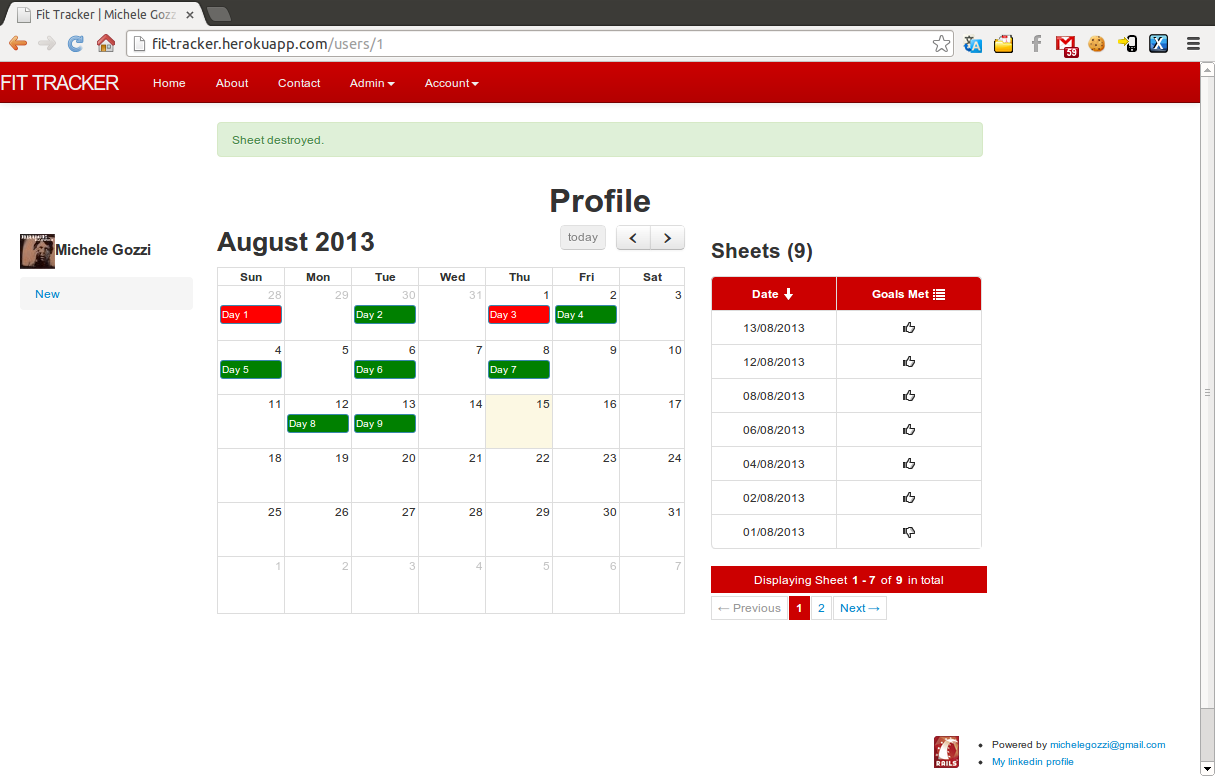 Fit Tracker | Michele Gozz
fit-tracker.herokuapp.com/users/1
59
X
FIT TRACKER Home About Contact Admin Account
Sheet destroyed.
Profile
Michele Gozzi
New
August 2013
today
Sun Mon Tue Wed Thu Fri Sat
28 29 30 31 1 2 3
Day 1 Day 2 Day 3 Day 4
4 5 6 7 8 9 10
Day 5 Day 6 Day 7
11 12 13 14 15 16 17
Day 8 Day 9
18 19 20 21 22 23 24
25 26 27 28 29 30 31
1 2 3 4 5 6 7
Sheets (9)
Date Goals Met
13/08/2013
12/08/2013
08/08/2013
06/08/2013
04/08/2013
02/08/2013
01/08/2013
Displaying Sheet 1 - 7 of 9 in total
← Previous 1 2 Next →
RAILS
Powered by michelegozzi@gmail.com
My linkedin profile